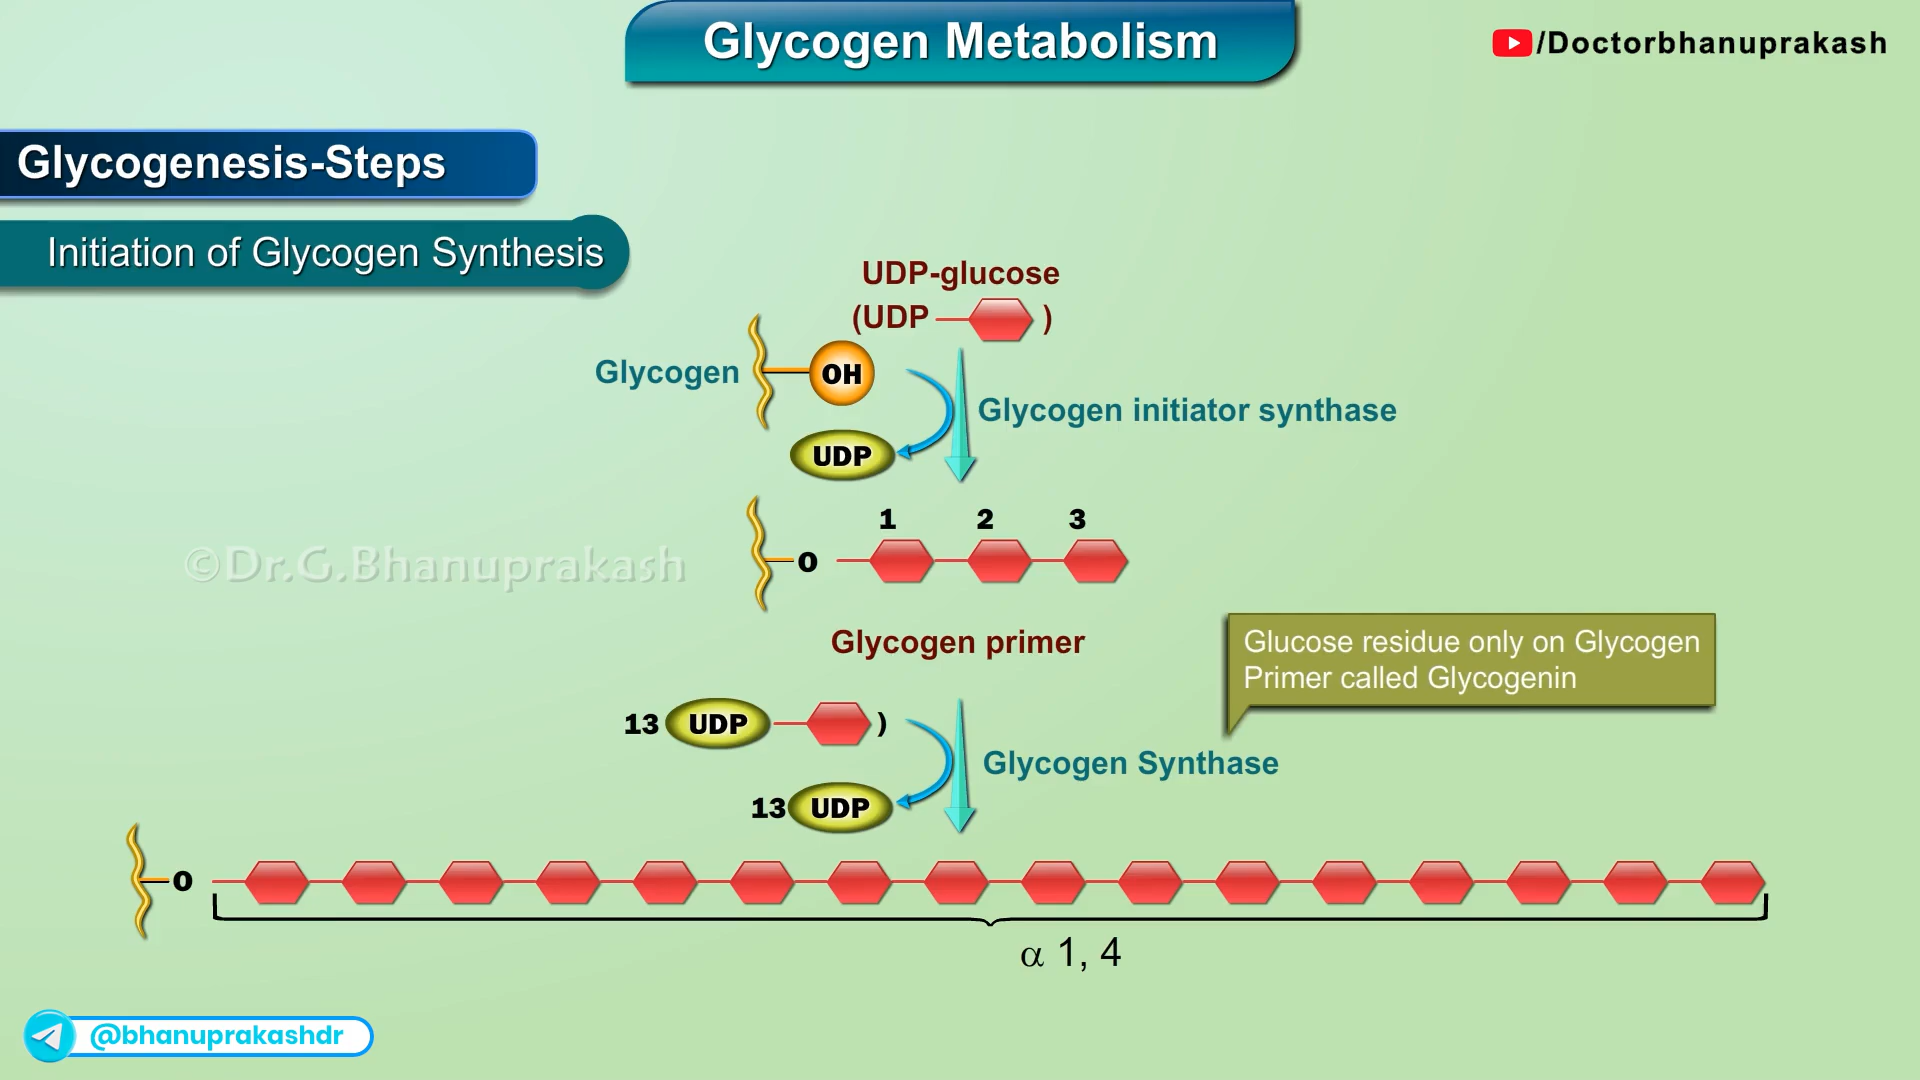 Glycogen Metabolism
/Doctorbhanuprakash
Glycogenesis-Steps
Initiation of Glycogen Synthesis
UDP-glucose
(UDP )
Glycogen
OH
Glycogen initiator synthase
UDP
1 2 3
O
©Dr.G.Bhanuprakash
Glycogen primer
Glucose residue only on Glycogen
Primer called Glycogenin
13 UDP )
Glycogen Synthase
13 UDP
O
α 1, 4
@bhanuprakashdr